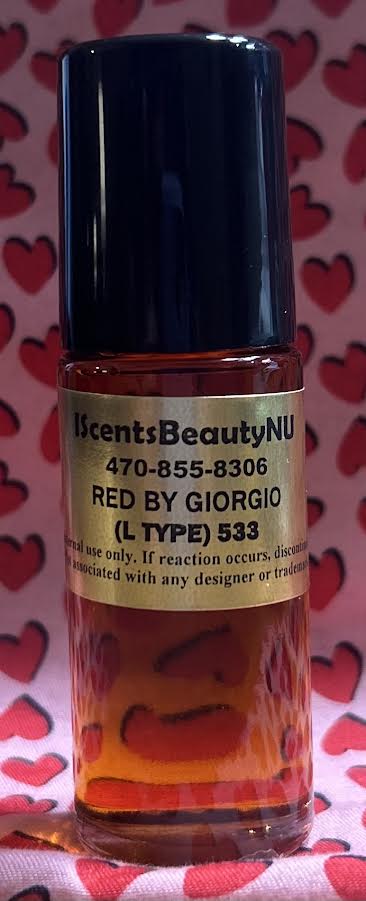 IScentsBeautyNU
470-855-8306
RED BY GIORGIO
(L TYPE) 533
use only. If reaction occurs,
associated with any designer or